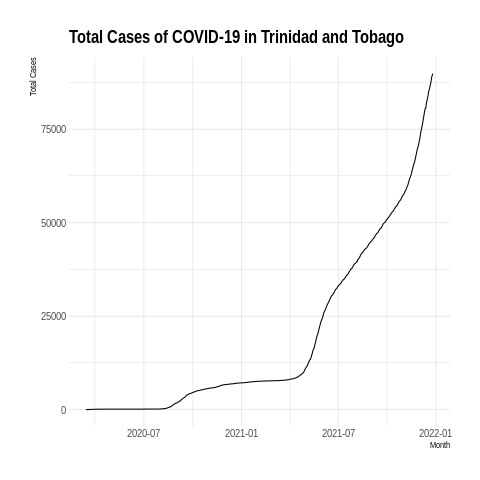 Total Cases of COVID-19 in Trinidad and Tobago
Total Cases
75000
50000
25000
0
2020-07
2021-01
2021-07
2022-01
Month